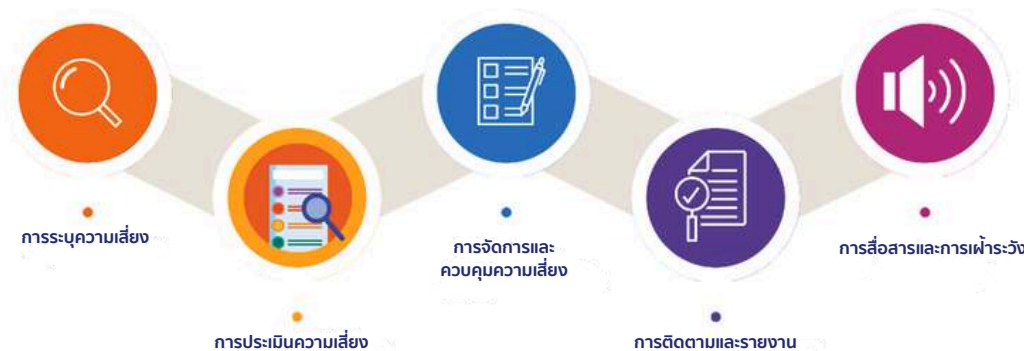 การระบุความเสี่ยง
การประเมินความเสี่ยง
การจัดการและ
ควบคุมความเสี่ยง
การติดตามและรายงาน
การสื่อสารและการเฝ้าระวัง